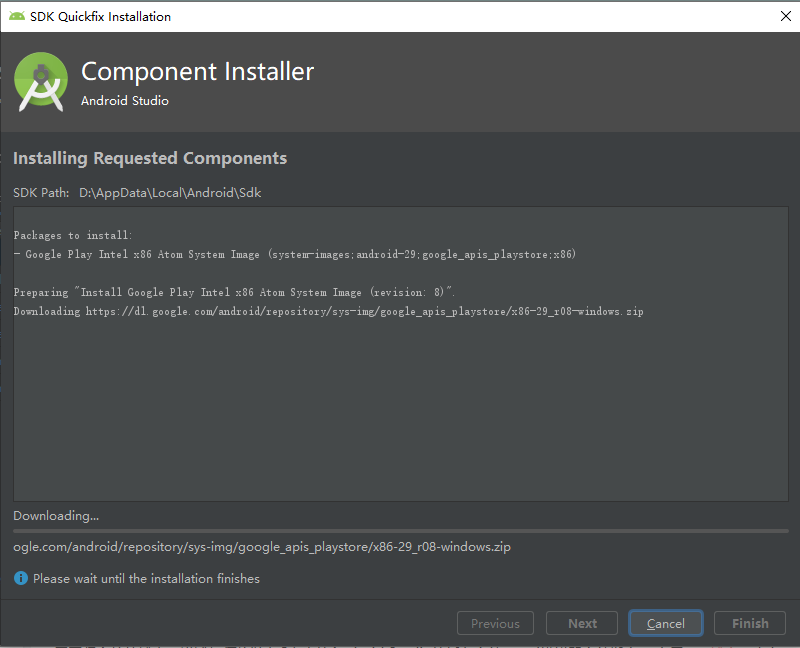 SDK Quickfix Installation
Component Installer
Android Studio
Installing Requested Components
SDK Path: D:\AppData\Local\Android\Sdk
Packages to install:
- Google Play Intel x86 Atom System Image (system-images;android-29;google_apis_playstore;x86)
Preparing "Install Google Play Intel x86 Atom System Image (revision: 8)".
Downloading https://dl.google.com/android/repository/sys-img/google_apis_playstore/x86-29_r08-windows.zip
Downloading...
ogle.com/android/repository/sys-img/google_apis_playstore/x86-29_r08-windows.zip
Please wait until the installation finishes
Previous Next Cancel Finish